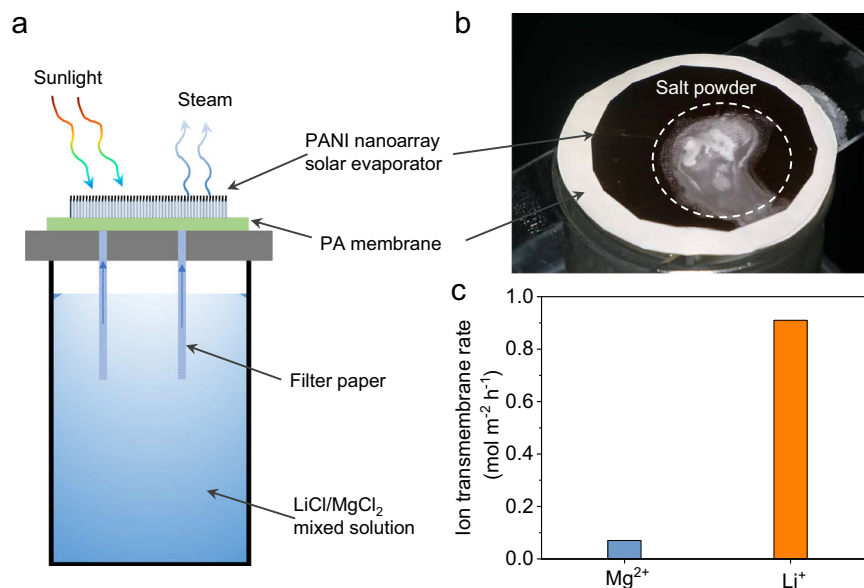 a
Sunlight
Steam
PANI nanoarray
solar evaporator
PA membrane
Filter paper
LiCl/MgCl₂
mixed solution
b
Salt powder
c
Ion transmembrane rate
(mol m⁻² h⁻¹)
1.0
0.8
0.6
0.4
0.2
0.0
Mg²⁺
Li⁺